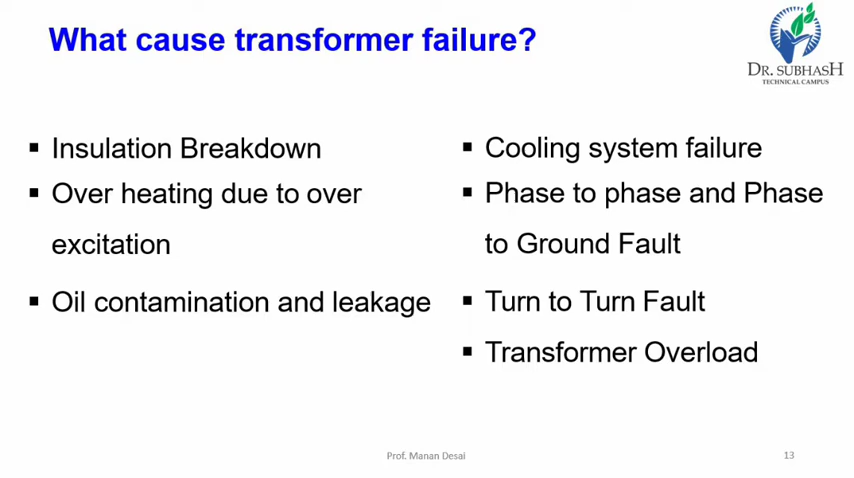 What cause transformer failure?
DR. SUBHASH
TECHNICAL CAMPUS
▪ Insulation Breakdown
▪ Over heating due to over
excitation
▪ Oil contamination and leakage
▪ Cooling system failure
▪ Phase to phase and Phase
to Ground Fault
▪ Turn to Turn Fault
▪ Transformer Overload
Prof. Manan Desai
13